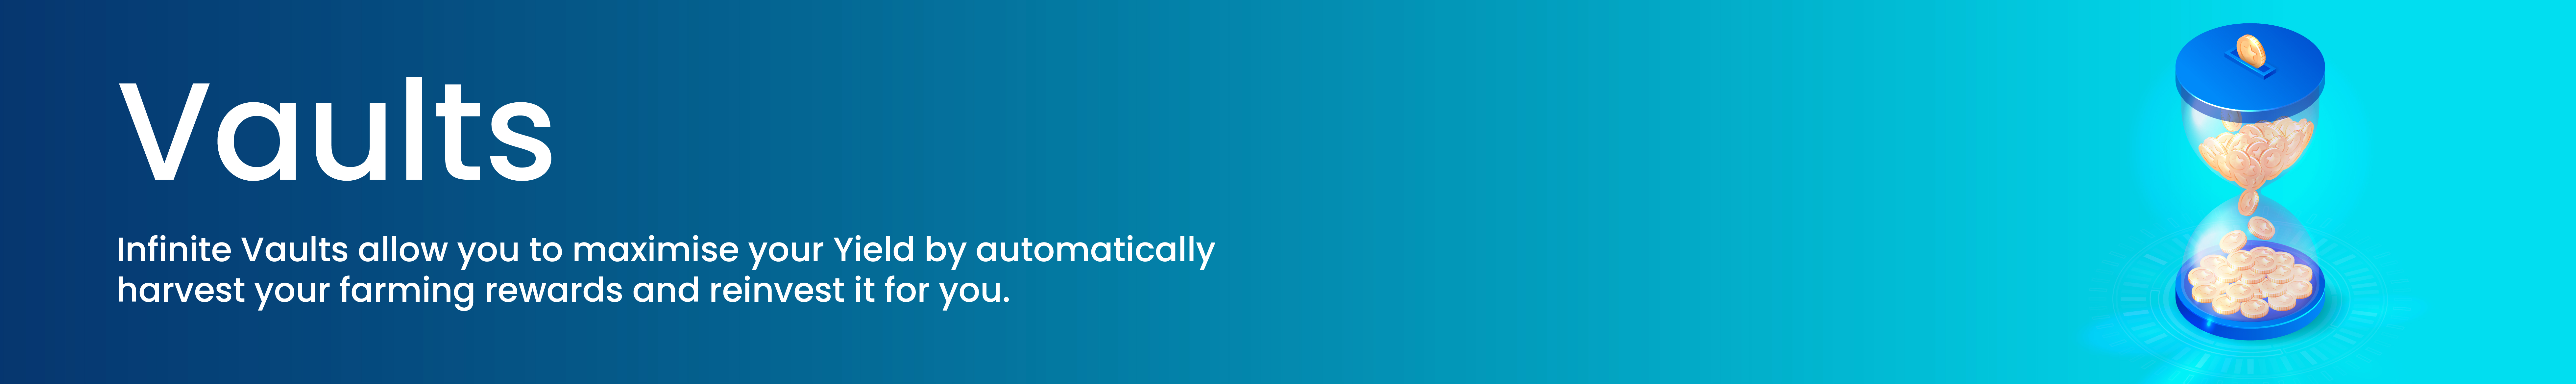 Vaults
Infinite Vaults allow you to maximise your Yield by automatically
harvest your farming rewards and reinvest it for you.